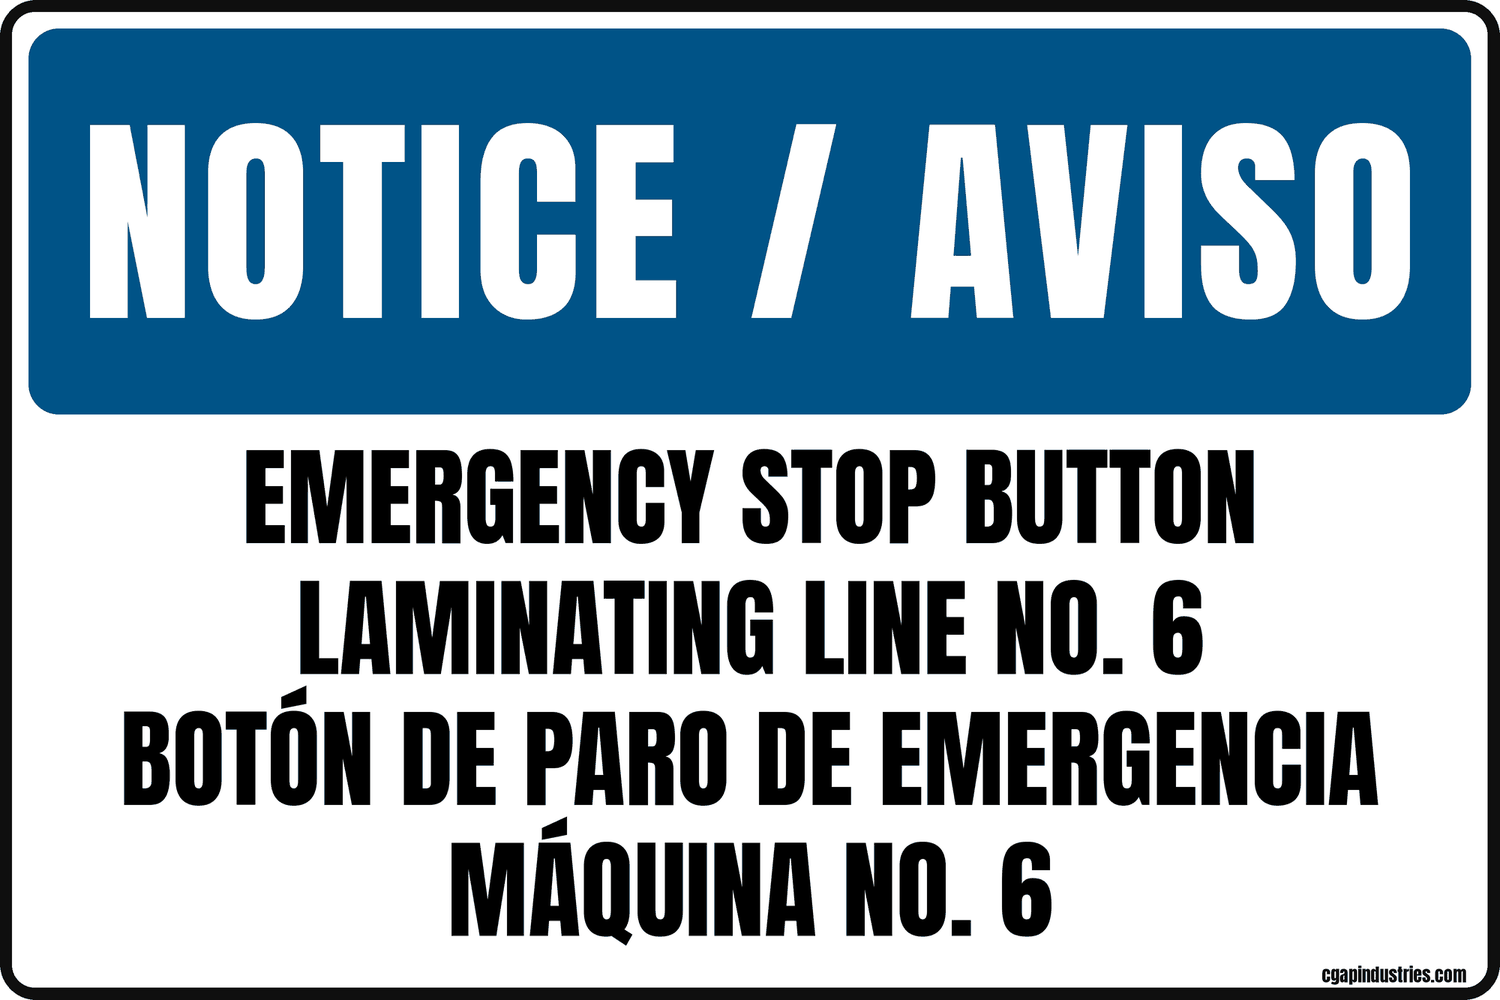 NOTICE / AVISO
EMERGENCY STOP BUTTON
LAMINATING LINE NO. 6
BOTÓN DE PARO DE EMERGENCIA
MÁQUINA NO. 6
cgapindustries.com